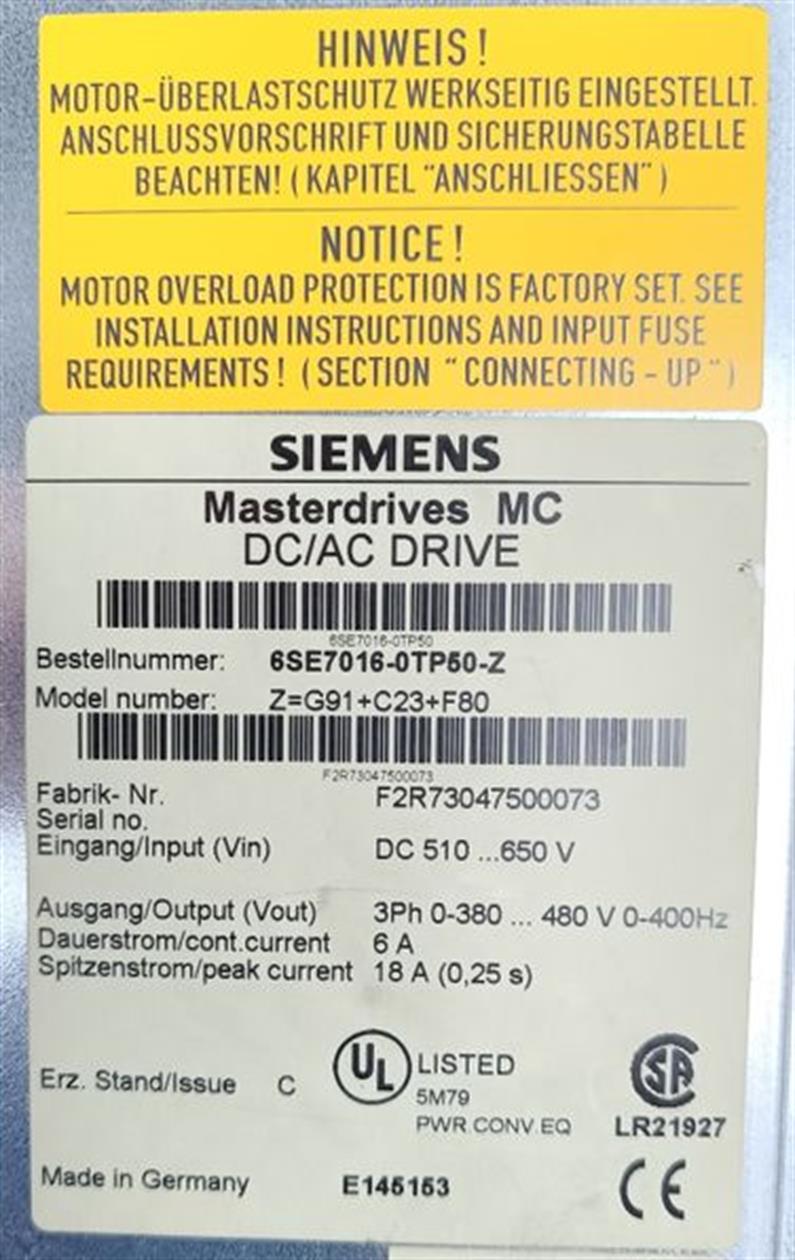 HINWEIS !
MOTOR-ÜBERLASTSCHUTZ WERKSEITIG EINGESTELLT.
ANSCHLUSSVORSCHRIFT UND SICHERUNGSTABELLE
BEACHTEN! ( KAPITEL "ANSCHLIESSEN" )
NOTICE !
MOTOR OVERLOAD PROTECTION IS FACTORY SET. SEE
INSTALLATION INSTRUCTIONS AND INPUT FUSE
REQUIREMENTS ! ( SECTION " CONNECTING - UP " )
SIEMENS
Masterdrives MC
DC/AC DRIVE
6SE7016-0TP50
Bestellnummer: 6SE7016-0TP50-Z
Model number: Z=G91+C23+F80
F2R73047500073
Fabrik- Nr. F2R73047500073
Serial no.
Eingang/Input (Vin) DC 510 ...650 V
Ausgang/Output (Vout) 3Ph 0-380 ... 480 V 0-400Hz
Dauerstrom/cont.current 6 A
Spitzenstrom/peak current 18 A (0,25 s)
Erz. Stand/Issue C
UL LISTED
5M79
PWR.CONV.EQ
SA
LR21927
Made in Germany E145153
CE